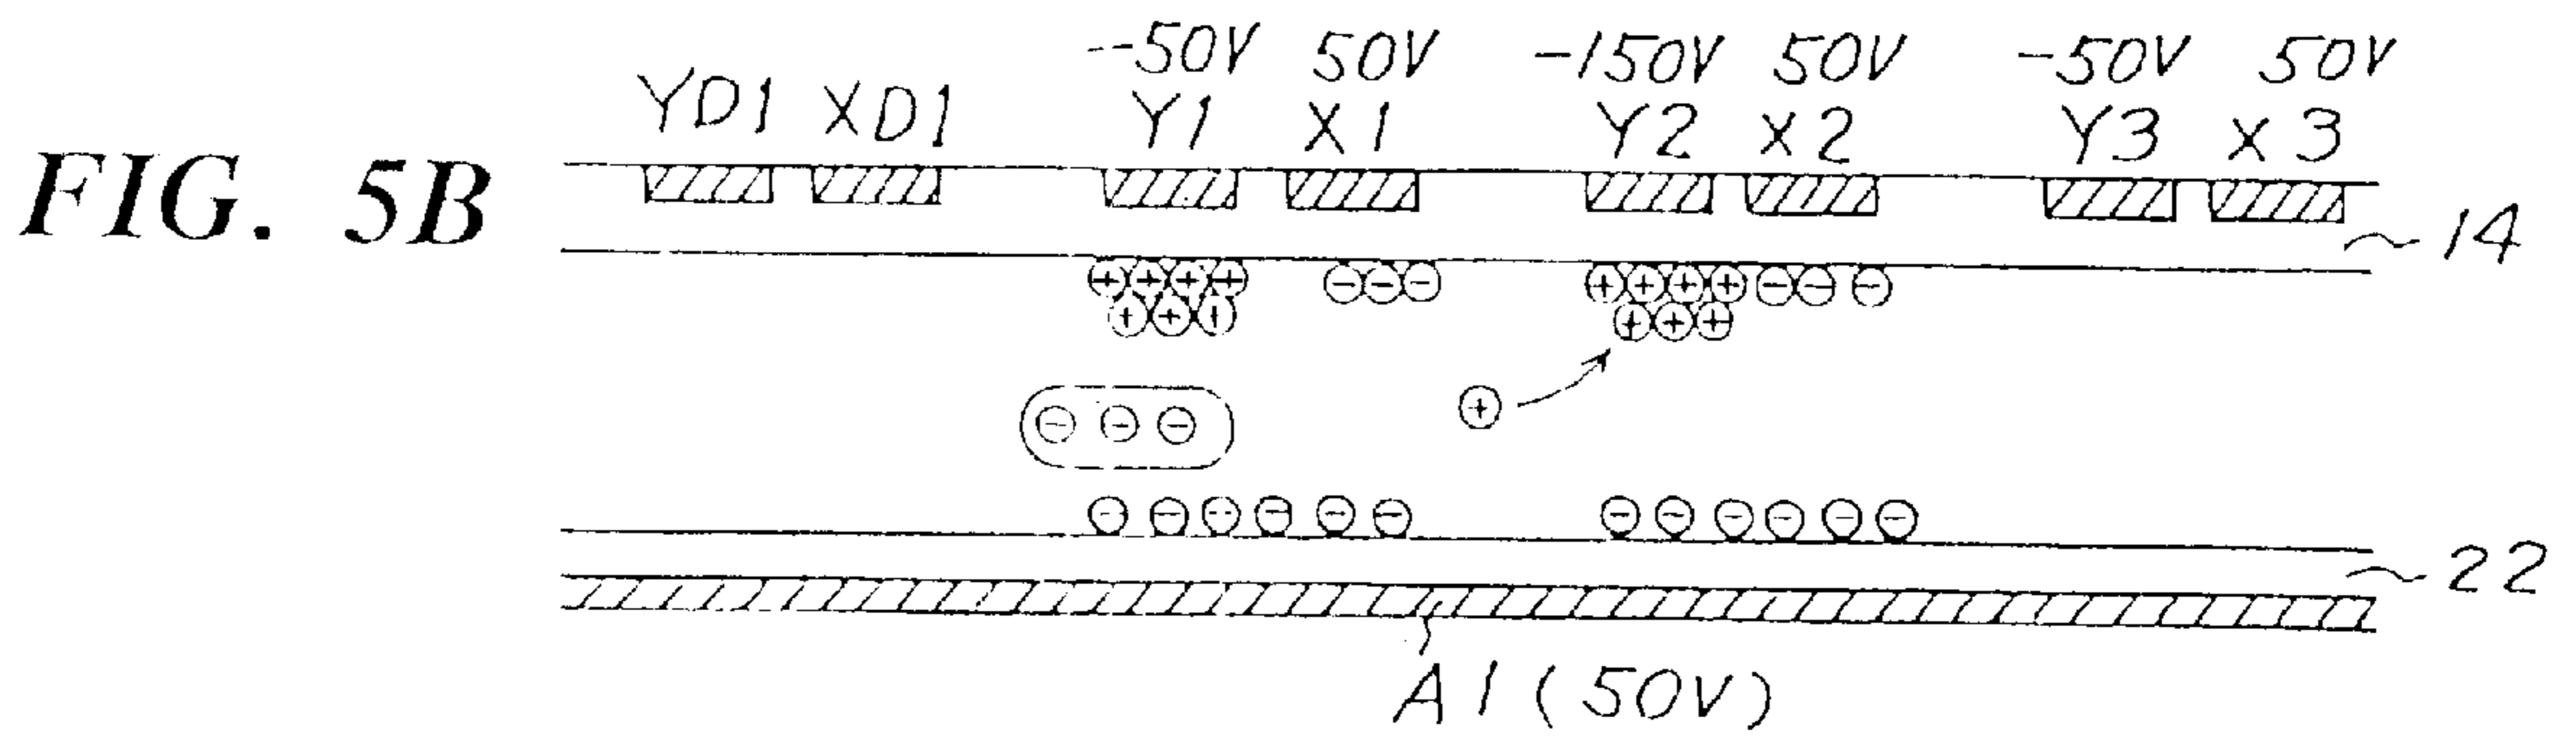 -50V 50V -150V 50V -50V 50V
YD1 XD1 Y1 X1 Y2 X2 Y3 X3
FIG. 5B
14
+ + + + - - - + + + + - - -
+ + + + + +
- - - +
- - - - - - - - - - - -
22
A1 (50V)